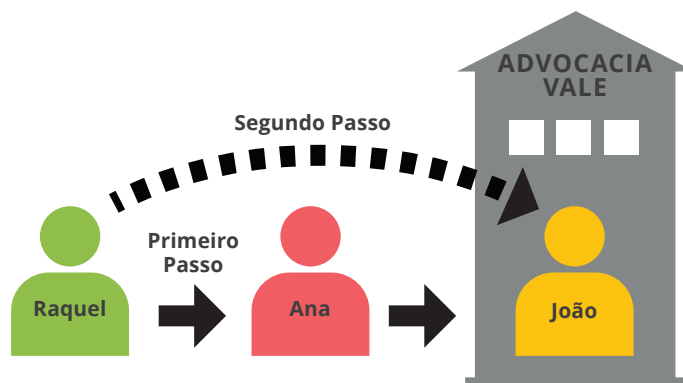 ADVOCACIA
VALE
Segundo Passo
Primeiro
Passo
Raquel
Ana
João